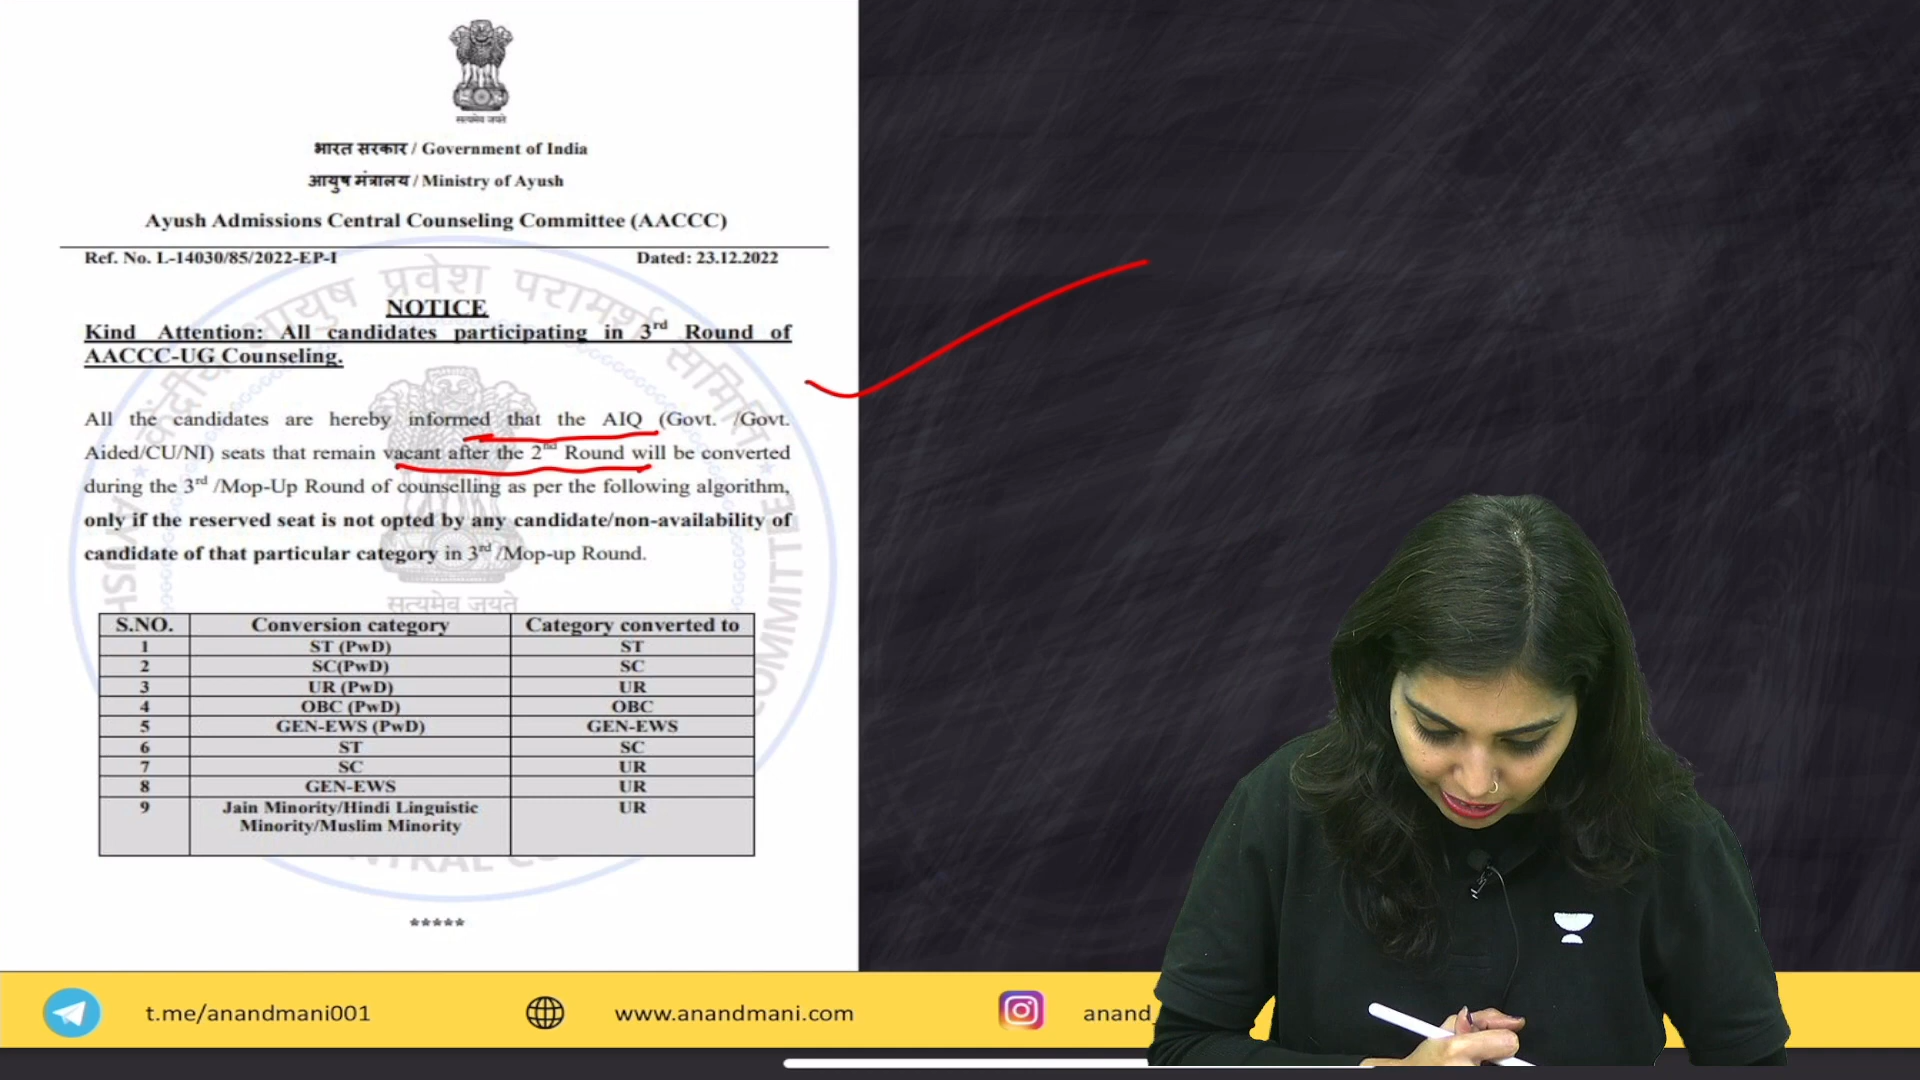 सत्यमेव जयते
भारत सरकार / Government of India
आयुष मंत्रालय / Ministry of Ayush
Ayush Admissions Central Counseling Committee (AACCC)
Ref. No. L-14030/85/2022-EP-I Dated: 23.12.2022
NOTICE
Kind Attention: All candidates participating in 3rd Round of
AACCC-UG Counseling.
All the candidates are hereby informed that the AIQ (Govt. /Govt.
Aided/CU/NI) seats that remain vacant after the 2nd Round will be converted
during the 3rd /Mop-Up Round of counselling as per the following algorithm,
only if the reserved seat is not opted by any candidate/non-availability of
candidate of that particular category in 3rd /Mop-up Round.
सत्यमेव जयते
S.NO. Conversion category Category converted to
1 ST (PwD) ST
2 SC(PwD) SC
3 UR (PwD) UR
4 OBC (PwD) OBC
5 GEN-EWS (PwD) GEN-EWS
6 ST SC
7 SC UR
8 GEN-EWS UR
9 Jain Minority/Hindi Linguistic UR
Minority/Muslim Minority
*****
t.me/anandmani001 www.anandmani.com anand